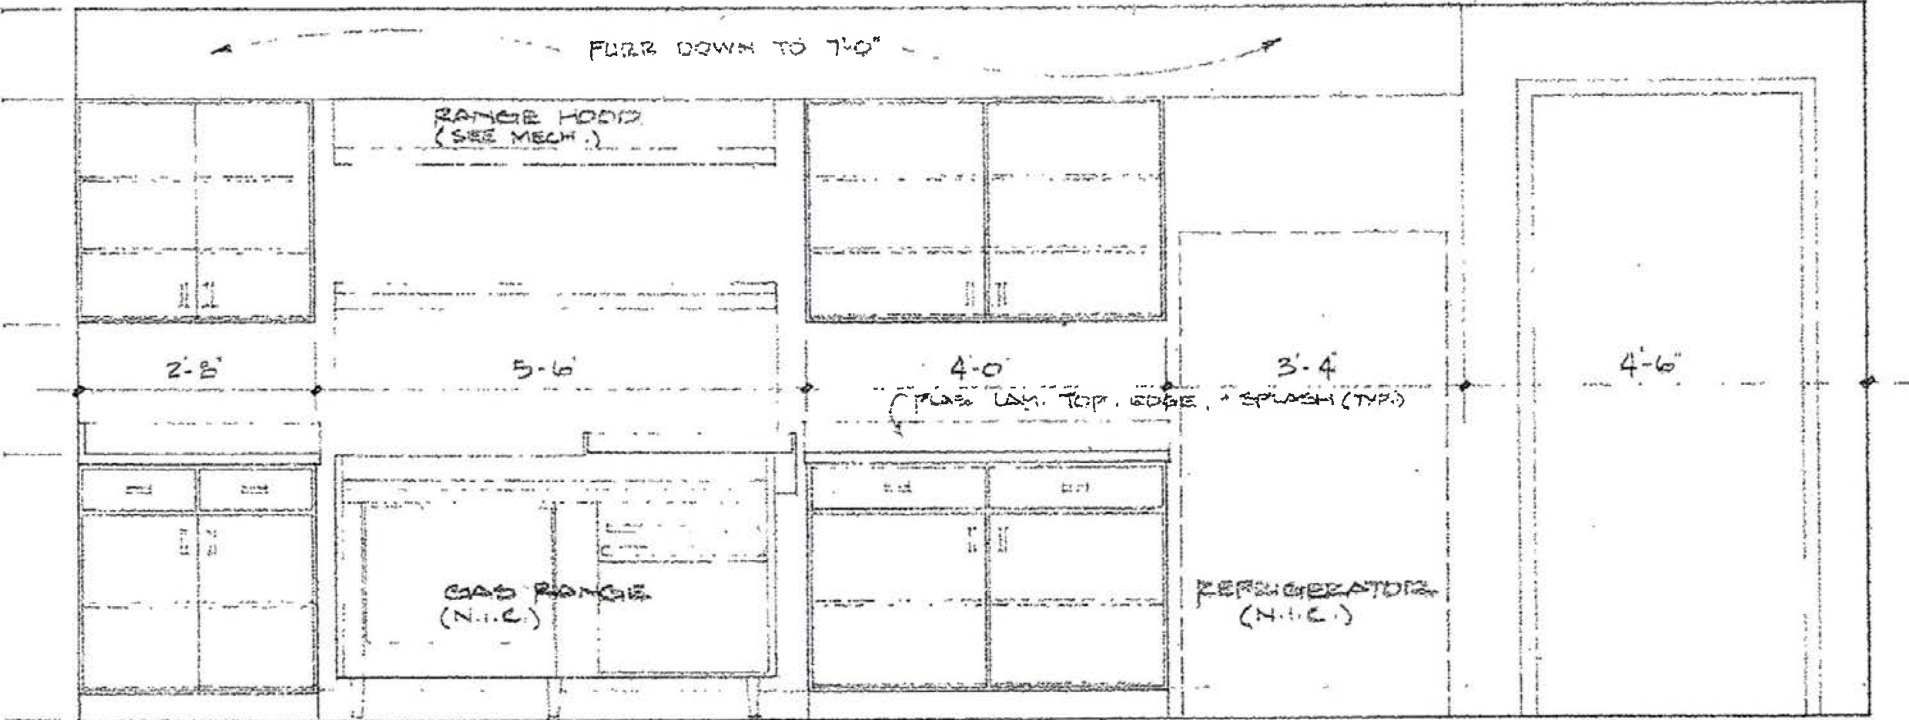 FURR DOWN TO 7'-0"
RANGE HOOD
(SEE MECH.)
2'-8"
5'-6"
4'-0"
3'-4"
4'-6"
PLAS. LAM. TOP, EDGE, + SPLASH (TYP.)
GAS RANGE
(N.I.C.)
REFRIGERATOR
(N.I.C.)